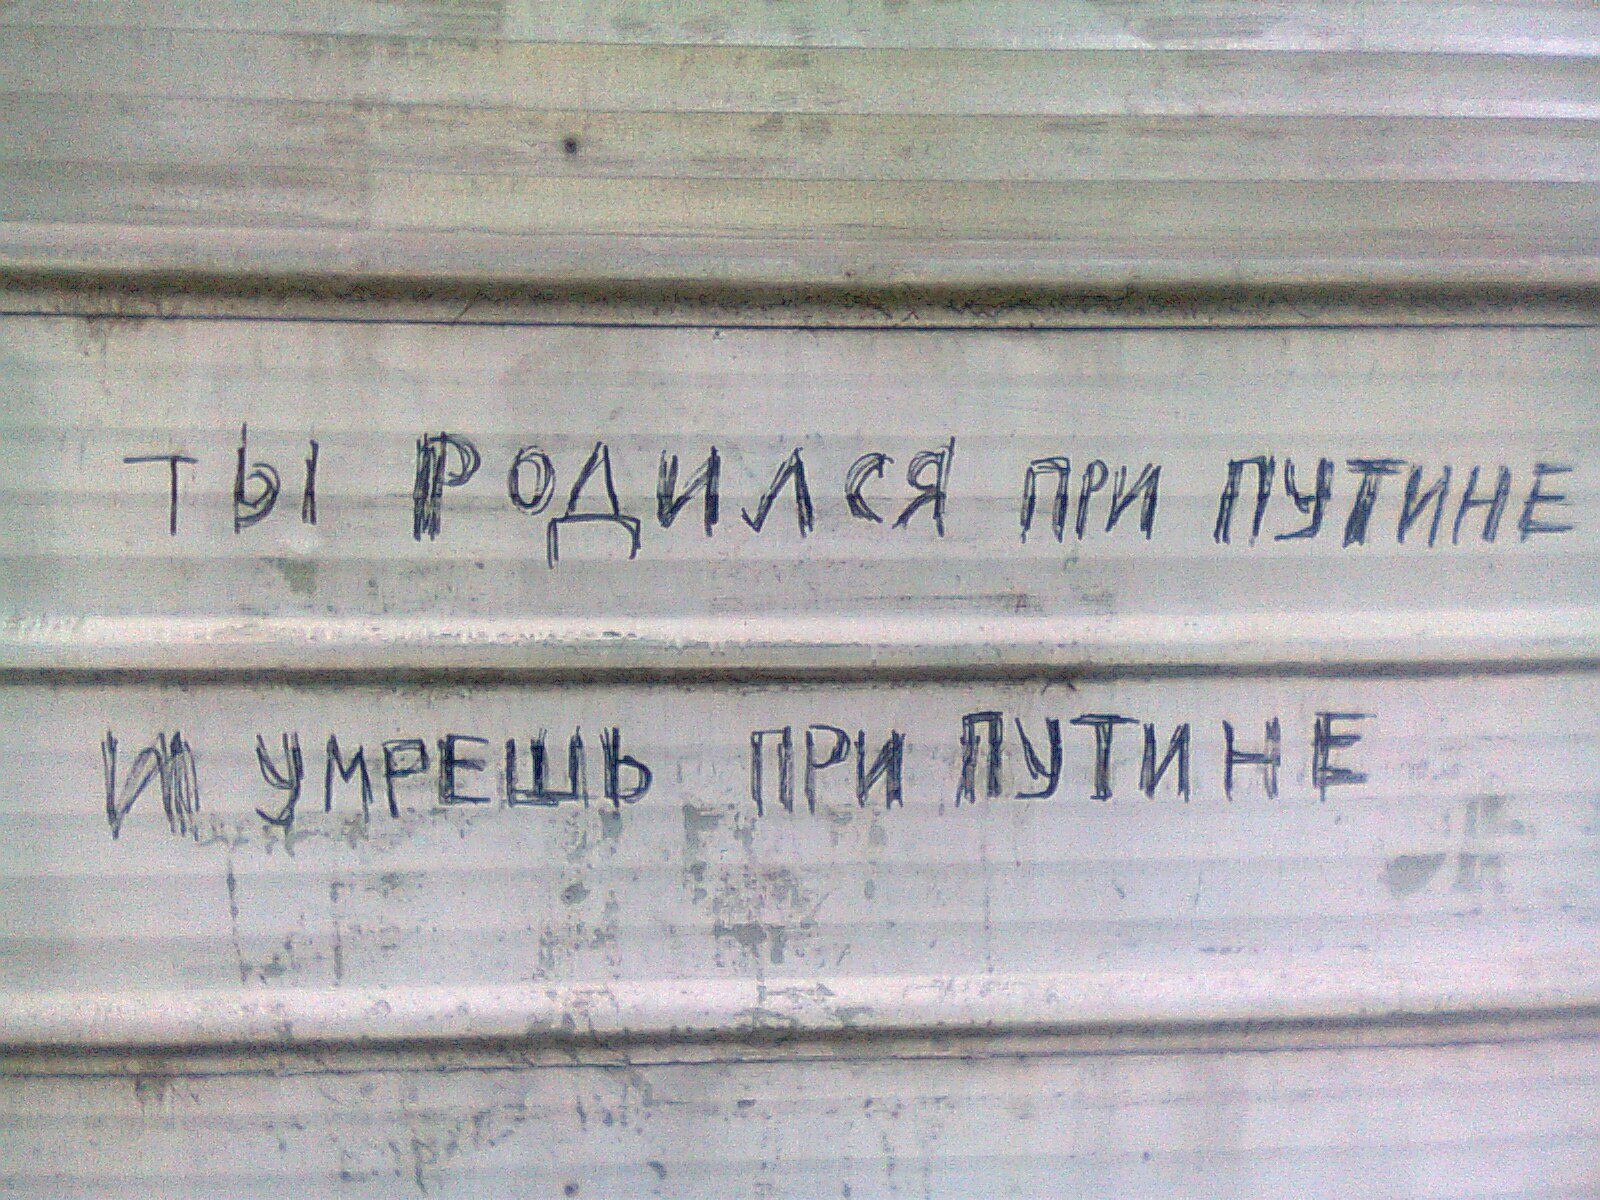 ТЫ РОДИЛСЯ ПРИ ПУТИНЕ
И УМРЕШЬ ПРИ ПУТИНЕ